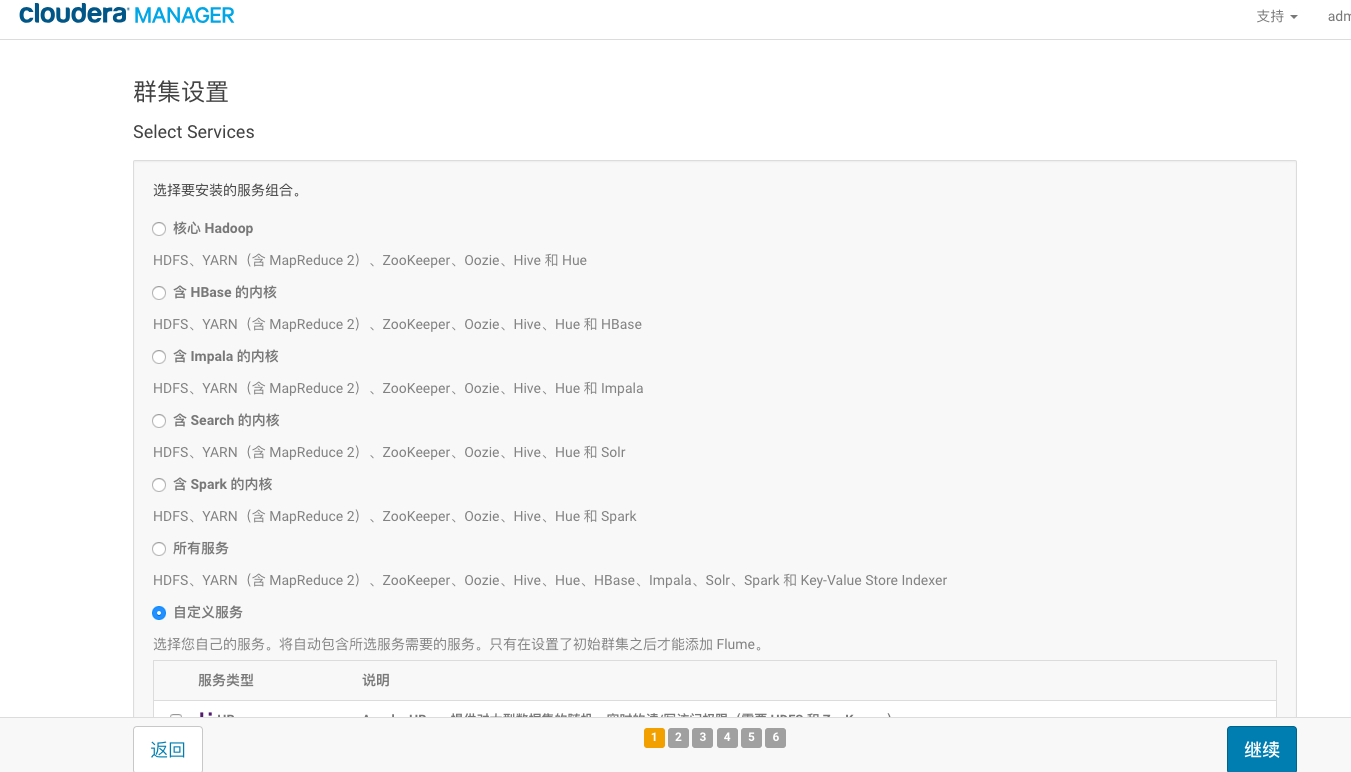 cloudera MANAGER
支持
adm
群集设置
Select Services
选择要安装的服务组合。
核心 Hadoop
HDFS、YARN（含 MapReduce 2）、ZooKeeper、Oozie、Hive 和 Hue
含 HBase 的内核
HDFS、YARN（含 MapReduce 2）、ZooKeeper、Oozie、Hive、Hue 和 HBase
含 Impala 的内核
HDFS、YARN（含 MapReduce 2）、ZooKeeper、Oozie、Hive、Hue 和 Impala
含 Search 的内核
HDFS、YARN（含 MapReduce 2）、ZooKeeper、Oozie、Hive、Hue 和 Solr
含 Spark 的内核
HDFS、YARN（含 MapReduce 2）、ZooKeeper、Oozie、Hive、Hue 和 Spark
所有服务
HDFS、YARN（含 MapReduce 2）、ZooKeeper、Oozie、Hive、Hue、HBase、Impala、Solr、Spark 和 Key-Value Store Indexer
自定义服务
选择您自己的服务。将自动包含所选服务需要的服务。只有在设置了初始群集之后才能添加 Flume。
服务类型 说明
返回
1 2 3 4 5 6
继续